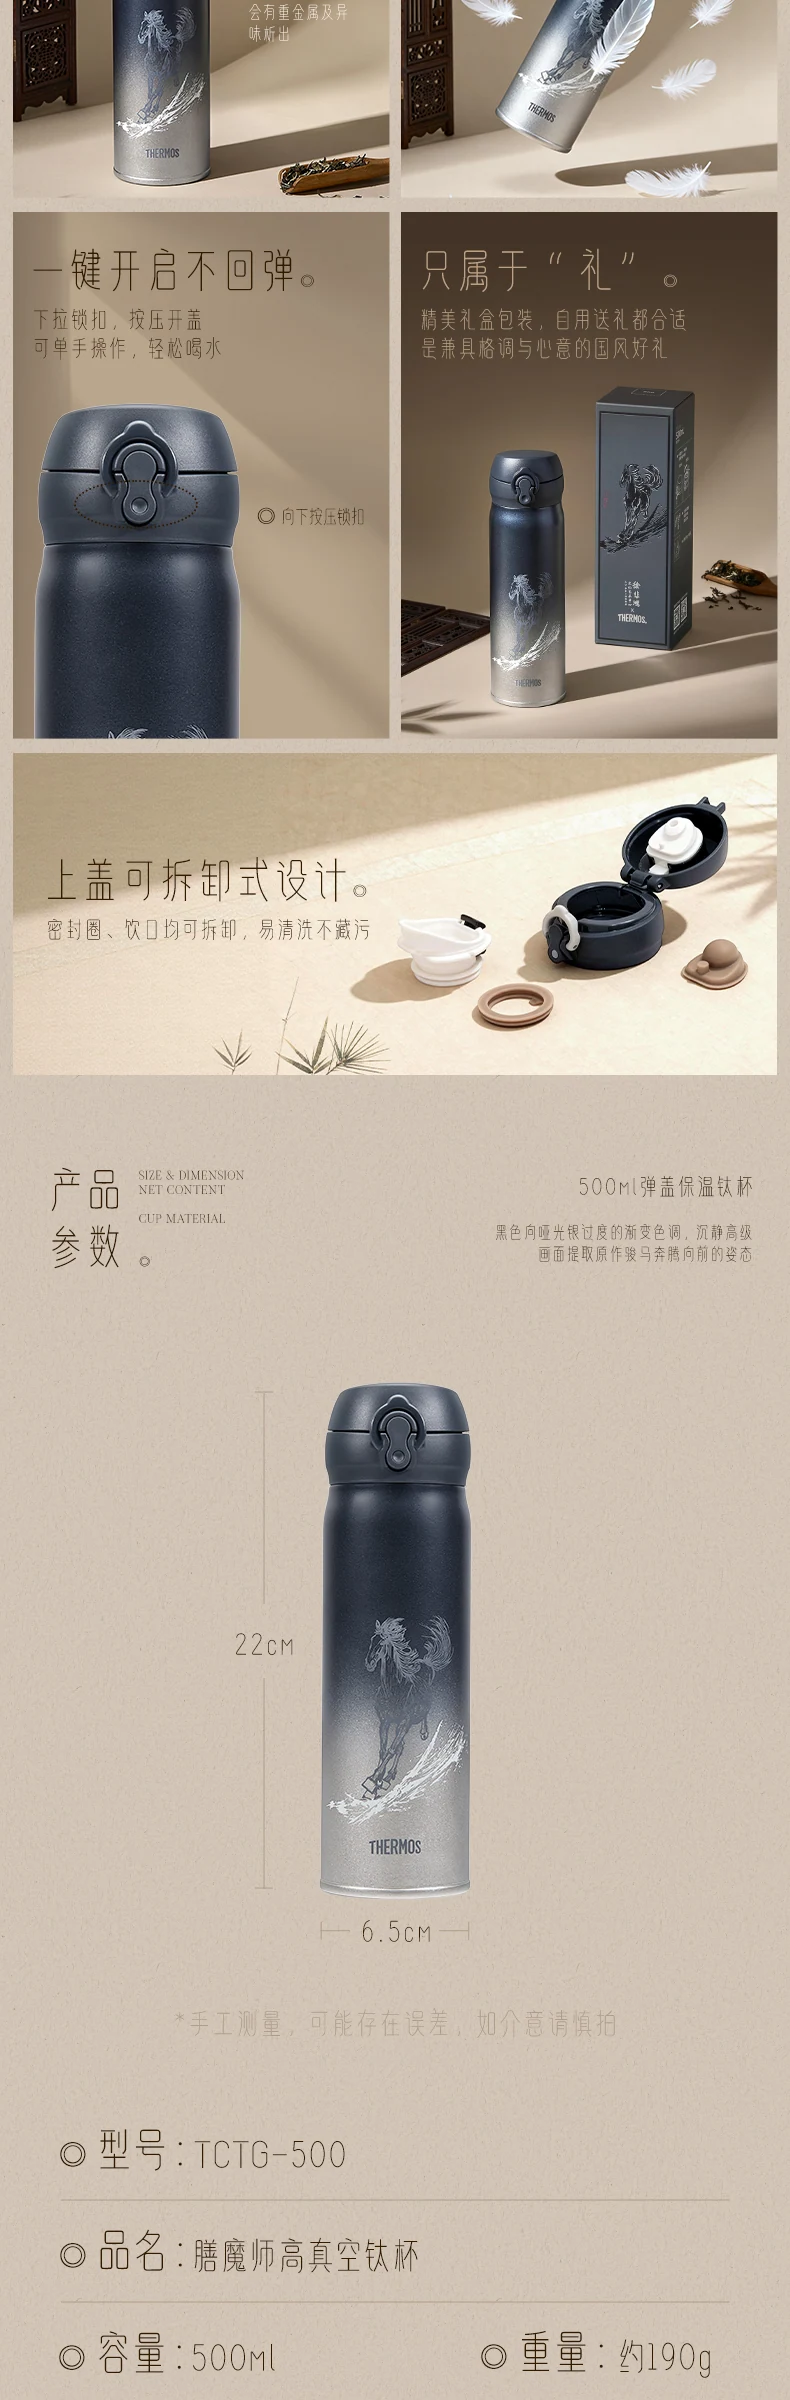 会有重金属及异
味析出
THERMOS
THERMOS
一键开启不回弹。
下拉锁扣，按压开盖
可单手操作，轻松喝水
向下按压锁扣
只属于“礼”。
精美礼盒包装，自用送礼都合适
是兼具格调与心意的国风好礼
徐悲鸿
×
THERMOS.
THERMOS
上盖可拆卸式设计。
密封圈、饮口均可拆卸，易清洗不藏污
产品
参数。
SIZE & DIMENSION
NET CONTENT
CUP MATERIAL
500ml弹盖保温钛杯
黑色向哑光银过度的渐变色调，沉静高级
画面提取原作骏马奔腾向前的姿态
22cm
THERMOS
6.5cm
*手工测量，可能存在误差，如介意请慎拍
型号：TCTG-500
品名：膳魔师高真空钛杯
容量：500ml
重量：约190g